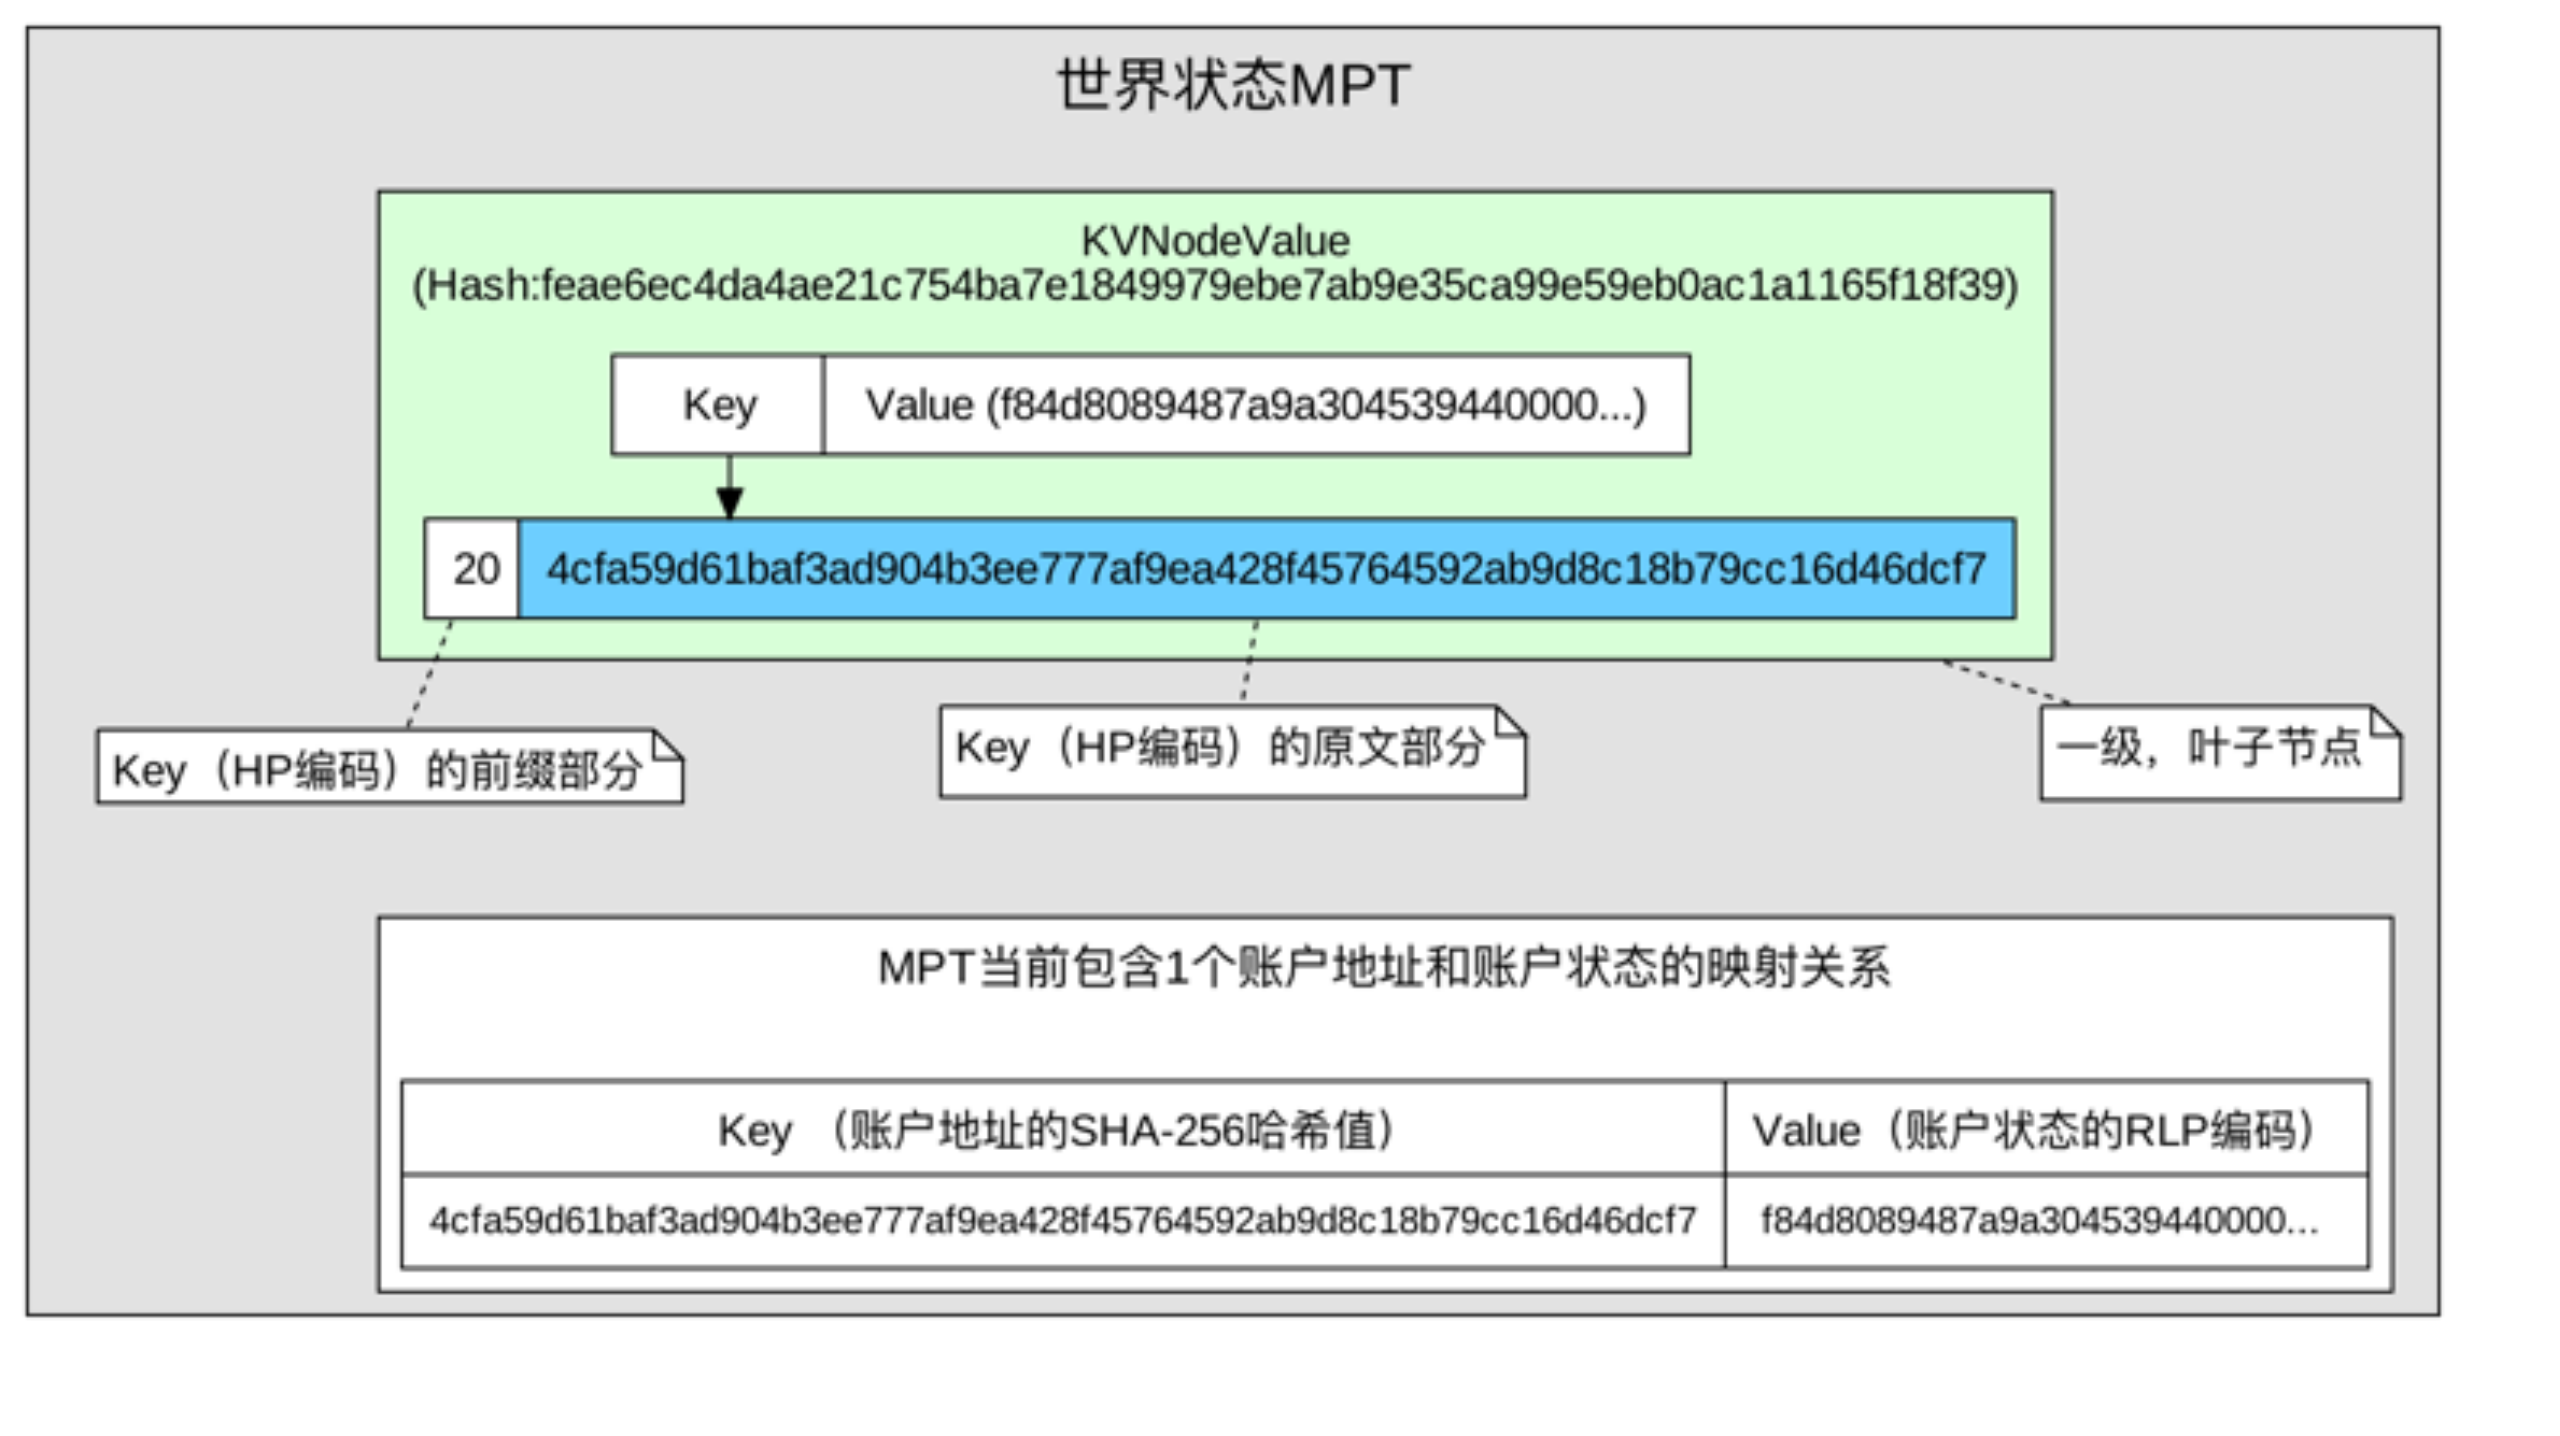 世界状态MPT
KVNodeValue
(Hash:feae6ec4da4ae21c754ba7e1849979ebe7ab9e35ca99e59eb0ac1a1165f18f39)
Key
Value (f84d8089487a9a304539440000...)
20
4cfa59d61baf3ad904b3ee777af9ea428f45764592ab9d8c18b79cc16d46dcf7
Key（HP编码）的前缀部分
Key（HP编码）的原文部分
一级，叶子节点
MPT当前包含1个账户地址和账户状态的映射关系
Key （账户地址的SHA-256哈希值）
Value（账户状态的RLP编码）
4cfa59d61baf3ad904b3ee777af9ea428f45764592ab9d8c18b79cc16d46dcf7
f84d8089487a9a304539440000...